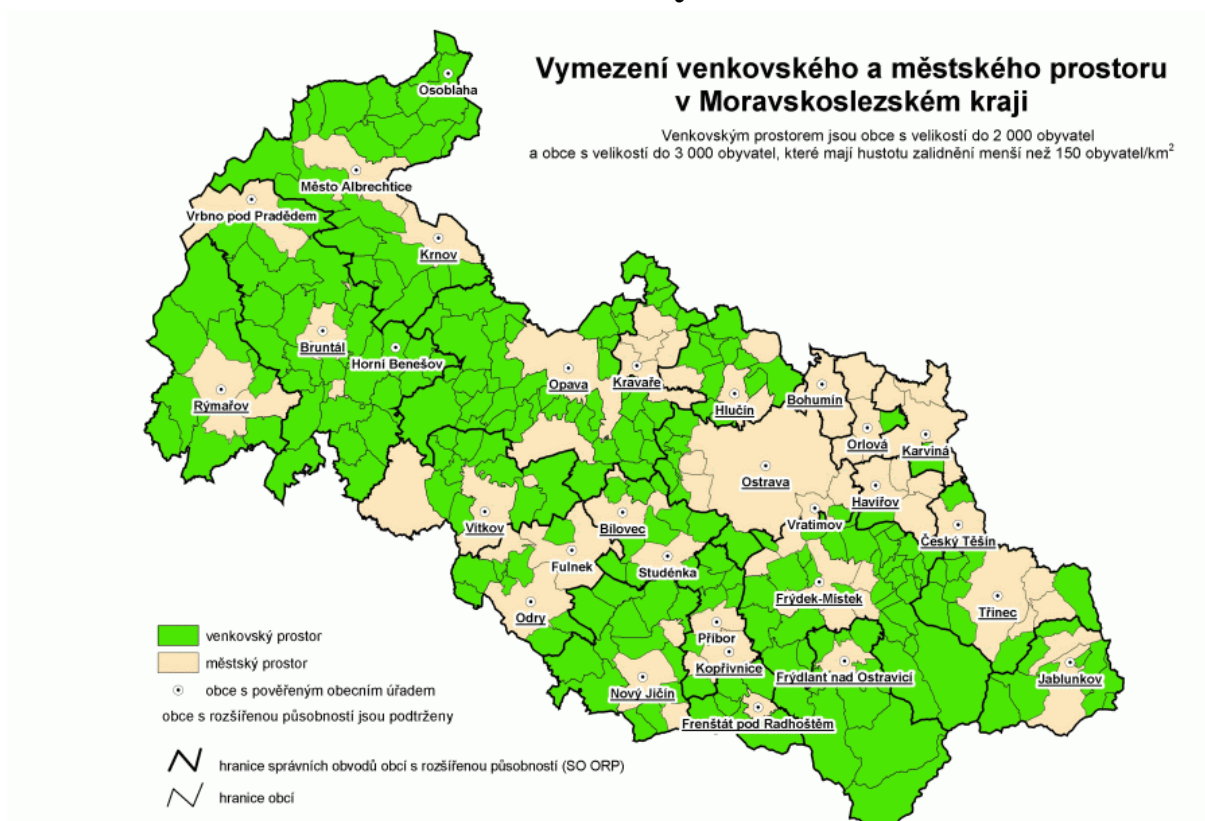 Vymezení venkovského a městského prostoru
v Moravskoslezském kraji
Venkovským prostorem jsou obce s velikostí do 2 000 obyvatel
a obce s velikostí do 3 000 obyvatel, které mají hustotu zalidnění menší než 150 obyvatel/km²
Osoblaha
Město Albrechtice
Vrbno pod Pradědem
Krnov
Bruntál
Horní Benešov
Rýmařov
Opava
Kravaře
Hlučín
Bohumín
Orlová
Karviná
Ostrava
Havířov
Vratimov
Český Těšín
Vítkov
Bílovec
Fulnek
Studénka
Odry
Frýdek-Místek
Třinec
Příbor
Kopřivnice
Nový Jičín
Frýdlant nad Ostravicí
Jablunkov
Frenštát pod Radhoštěm
venkovský prostor
městský prostor
obce s pověřeným obecním úřadem
obce s rozšířenou působností jsou podtrženy
hranice správních obvodů obcí s rozšířenou působností (SO ORP)
hranice obcí